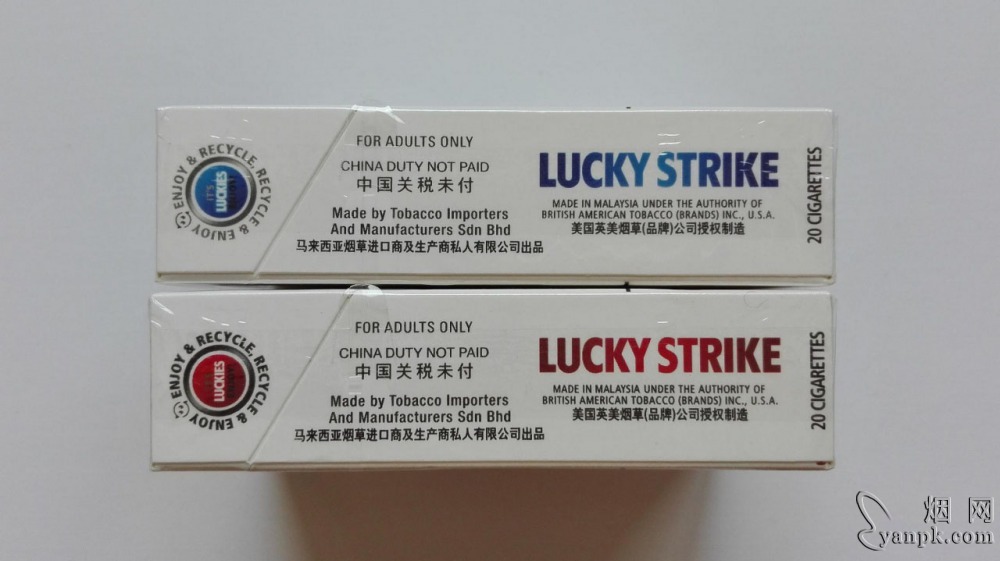 ENJOY & RECYCLE, RECYCLE & ENJOY
IT'S
LUCKIES
FOR ADULTS ONLY
CHINA DUTY NOT PAID
中国关税未付
Made by Tobacco Importers
And Manufacturers Sdn Bhd
马来西亚烟草进口商及生产商私人有限公司出品
LUCKY STRIKE
MADE IN MALAYSIA UNDER THE AUTHORITY OF
BRITISH AMERICAN TOBACCO (BRANDS) INC., U.S.A.
美国英美烟草(品牌)公司授权制造
20 CIGARETTES
ENJOY & RECYCLE, RECYCLE & ENJOY
IT'S
LUCKIES
FOR ADULTS ONLY
CHINA DUTY NOT PAID
中国关税未付
Made by Tobacco Importers
And Manufacturers Sdn Bhd
马来西亚烟草进口商及生产商私人有限公司出品
LUCKY STRIKE
MADE IN MALAYSIA UNDER THE AUTHORITY OF
BRITISH AMERICAN TOBACCO (BRANDS) INC., U.S.A.
美国英美烟草(品牌)公司授权制造
20 CIGARETTES
烟网
yanpk.com